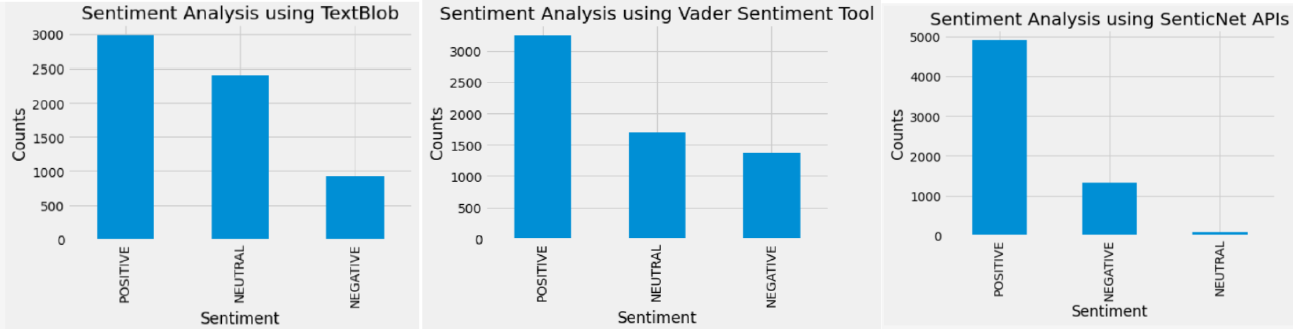 Sentiment Analysis using TextBlob
3000
2500
2000
1500
1000
500
0
Counts
POSITIVE
NEUTRAL
NEGATIVE
Sentiment
Sentiment Analysis using Vader Sentiment Tool
3000
2500
2000
1500
1000
500
0
Counts
POSITIVE
NEUTRAL
NEGATIVE
Sentiment
Sentiment Analysis using SenticNet APIs
5000
4000
3000
2000
1000
0
Counts
POSITIVE
NEGATIVE
NEUTRAL
Sentiment